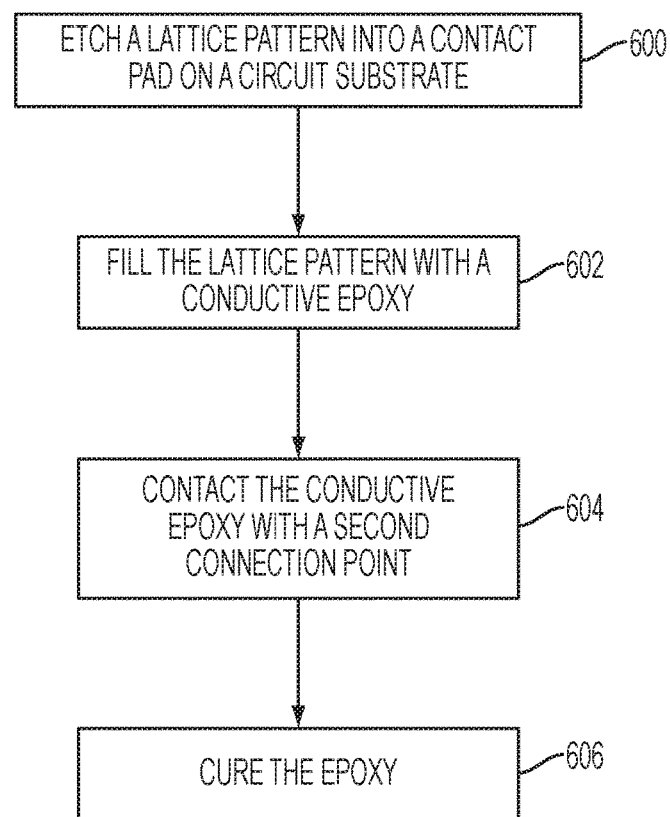 ETCH A LATTICE PATTERN INTO A CONTACT
PAD ON A CIRCUIT SUBSTRATE
600
FILL THE LATTICE PATTERN WITH A
CONDUCTIVE EPOXY
602
CONTACT THE CONDUCTIVE
EPOXY WITH A SECOND
CONNECTION POINT
604
CURE THE EPOXY
606